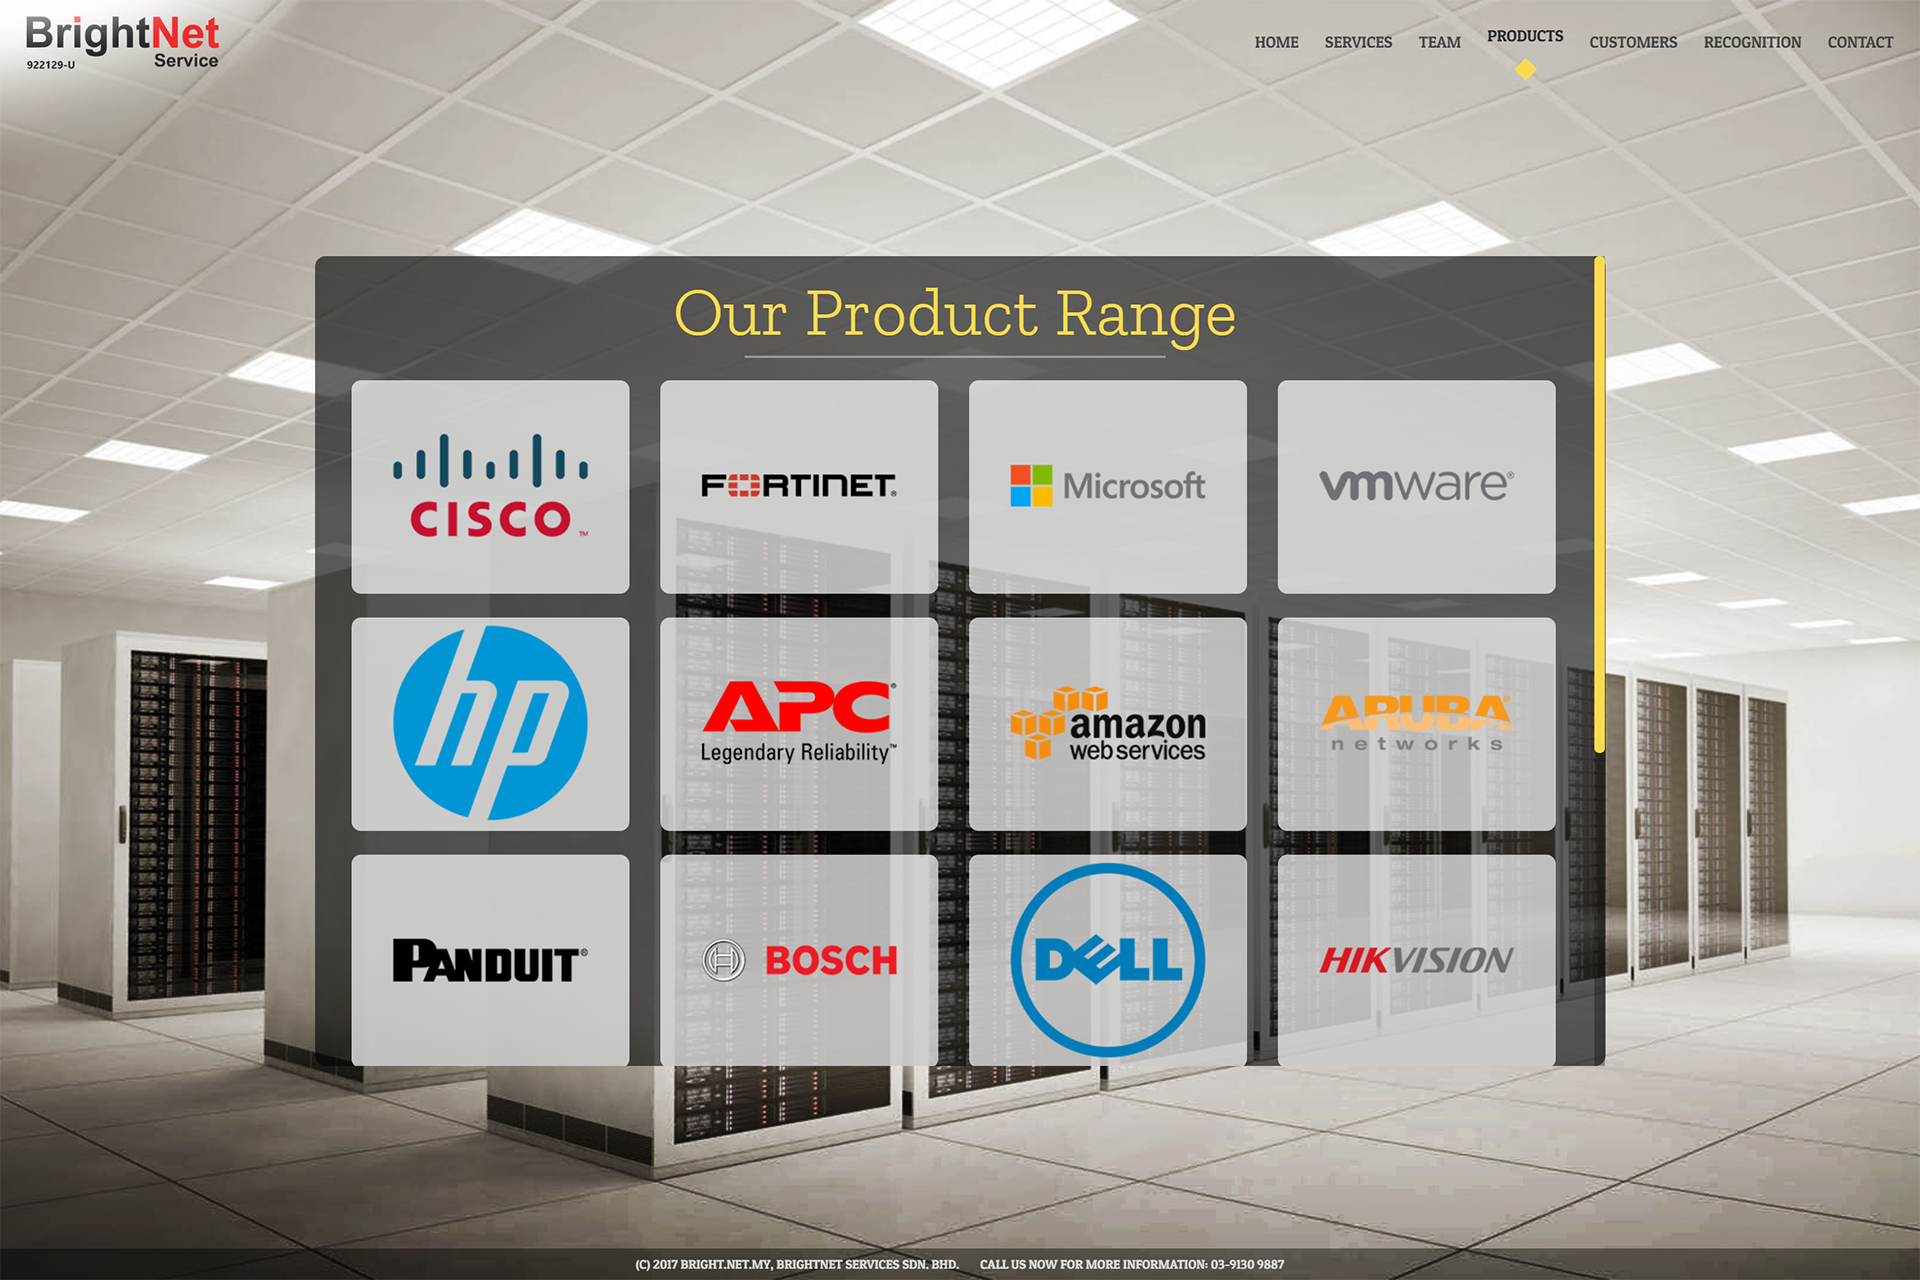 BrightNet
Service
922129-U
HOME SERVICES TEAM PRODUCTS CUSTOMERS RECOGNITION CONTACT
Our Product Range
CISCO™
FORTINET®
Microsoft
vmware®
hp
APC®
Legendary Reliability™
amazon
web services
ARUBA®
networks
PANDUIT®
BOSCH
DELL
HIKVISION
(C) 2017 BRIGHT.NET.MY, BRIGHTNET SERVICES SDN. BHD. CALL US NOW FOR MORE INFORMATION: 03-9130 9887